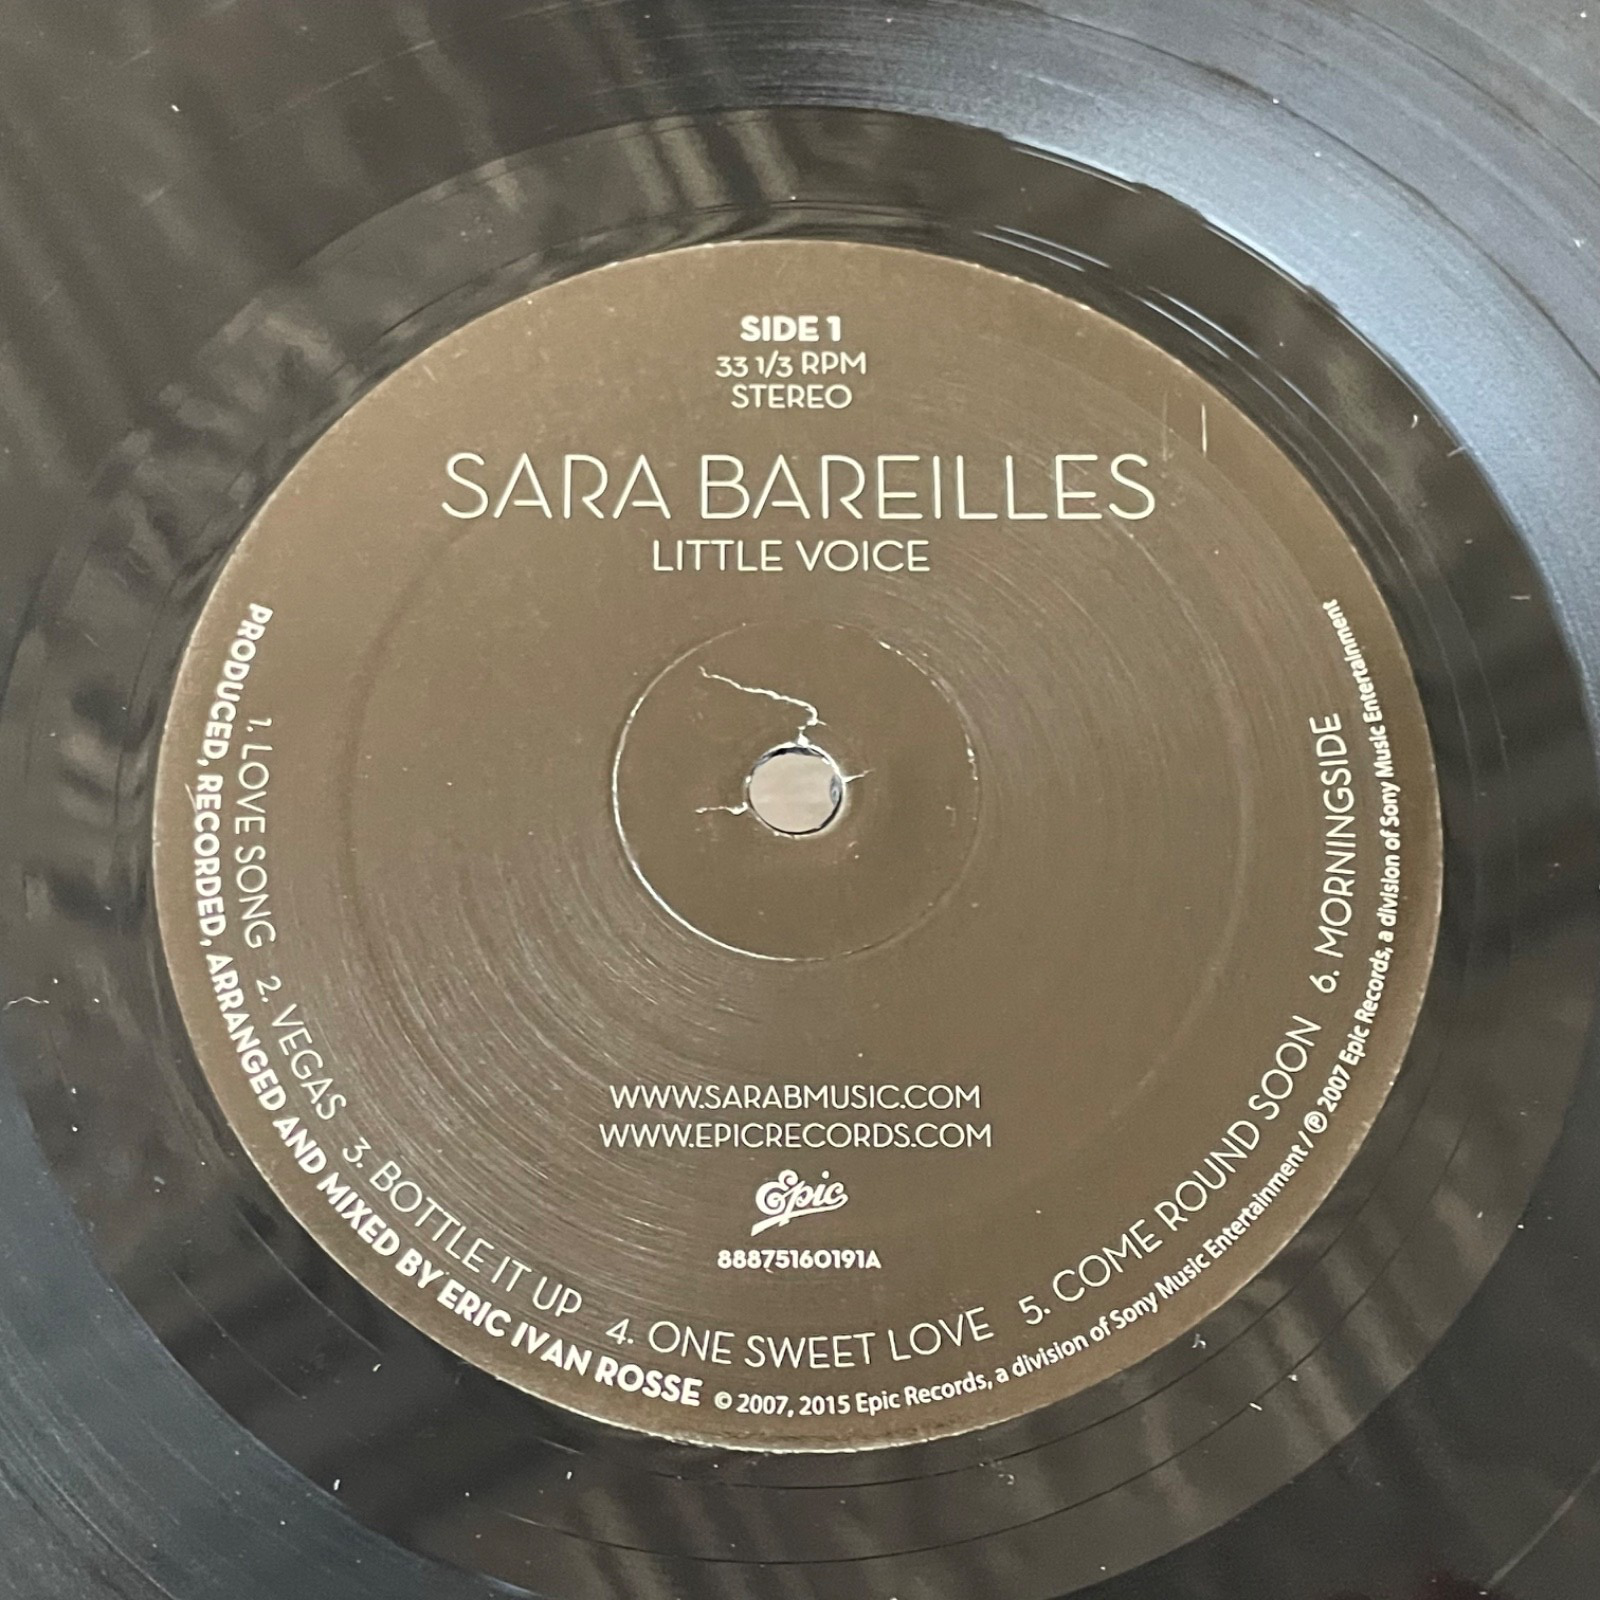 SIDE 1
33 1/3 RPM
STEREO
SARA BAREILLES
LITTLE VOICE
WWW.SARABMUSIC.COM
WWW.EPICRECORDS.COM
Epic
88875160191A
1. LOVE SONG 2. VEGAS 3. BOTTLE IT UP 4. ONE SWEET LOVE 5. COME ROUND SOON 6. MORNINGSIDE
PRODUCED, RECORDED, ARRANGED AND MIXED BY ERIC IVAN ROSSE © 2007, 2015 Epic Records, a division of Sony Music Entertainment / ℗ 2007 Epic Records, a division of Sony Music Entertainment